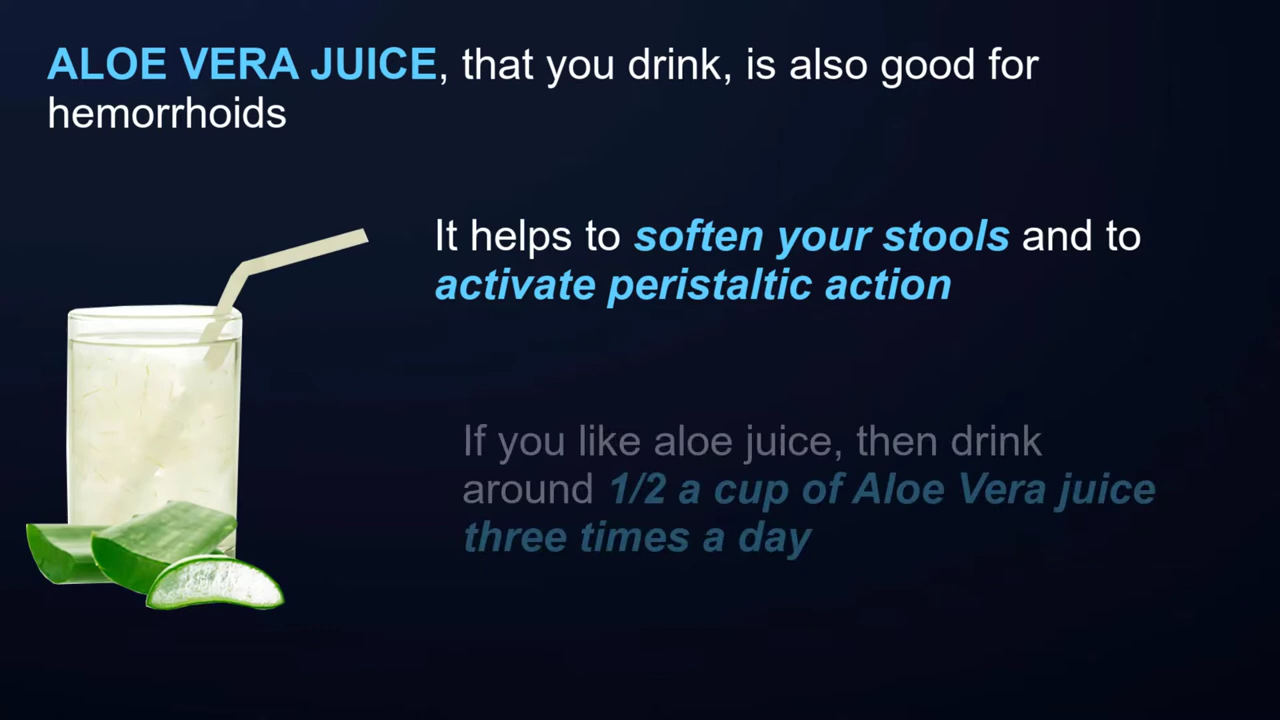 ALOE VERA JUICE, that you drink, is also good for
hemorrhoids
It helps to soften your stools and to
activate peristaltic action
If you like aloe juice, then drink
around 1/2 a cup of Aloe Vera juice
three times a day